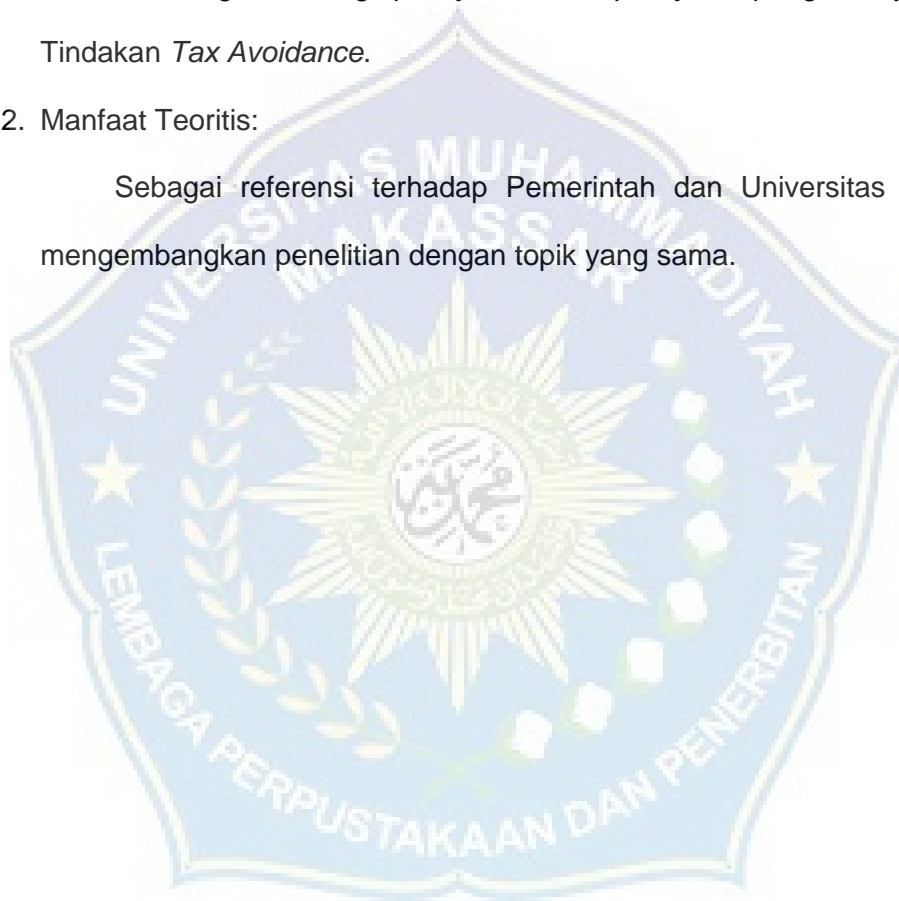 Tindakan Tax Avoidance.
2. Manfaat Teoritis:
Sebagai referensi terhadap Pemerintah dan Universitas
mengembangkan penelitian dengan topik yang sama.
UNIVERSITAS MUHAMMADIYAH
MAKASSAR
LEMBAGA PERPUSTAKAAN DAN PENERBITAN